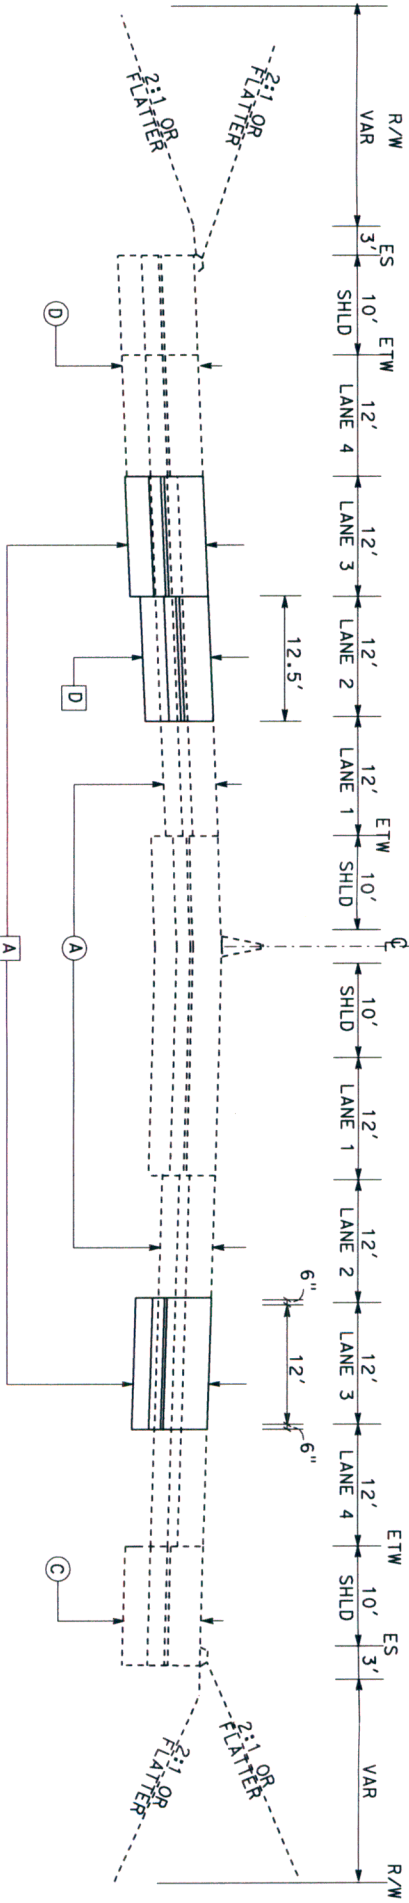 R/W
VAR
ES
3'
10'
SHLD
ETW
12'
LANE 4
12'
LANE 3
12'
LANE 2
12'
LANE 1
ETW
10'
SHLD
℄
10'
SHLD
12'
LANE 1
12'
LANE 2
12'
LANE 3
12'
LANE 4
ETW
10'
SHLD
ES
3'
VAR
R/W
12.5'
6"
12'
6"
2:1 OR
FLATTER
2:1 OR
FLATTER
2:1 OR
FLATTER
2:1 OR
FLATTER
D
D
A
A
C